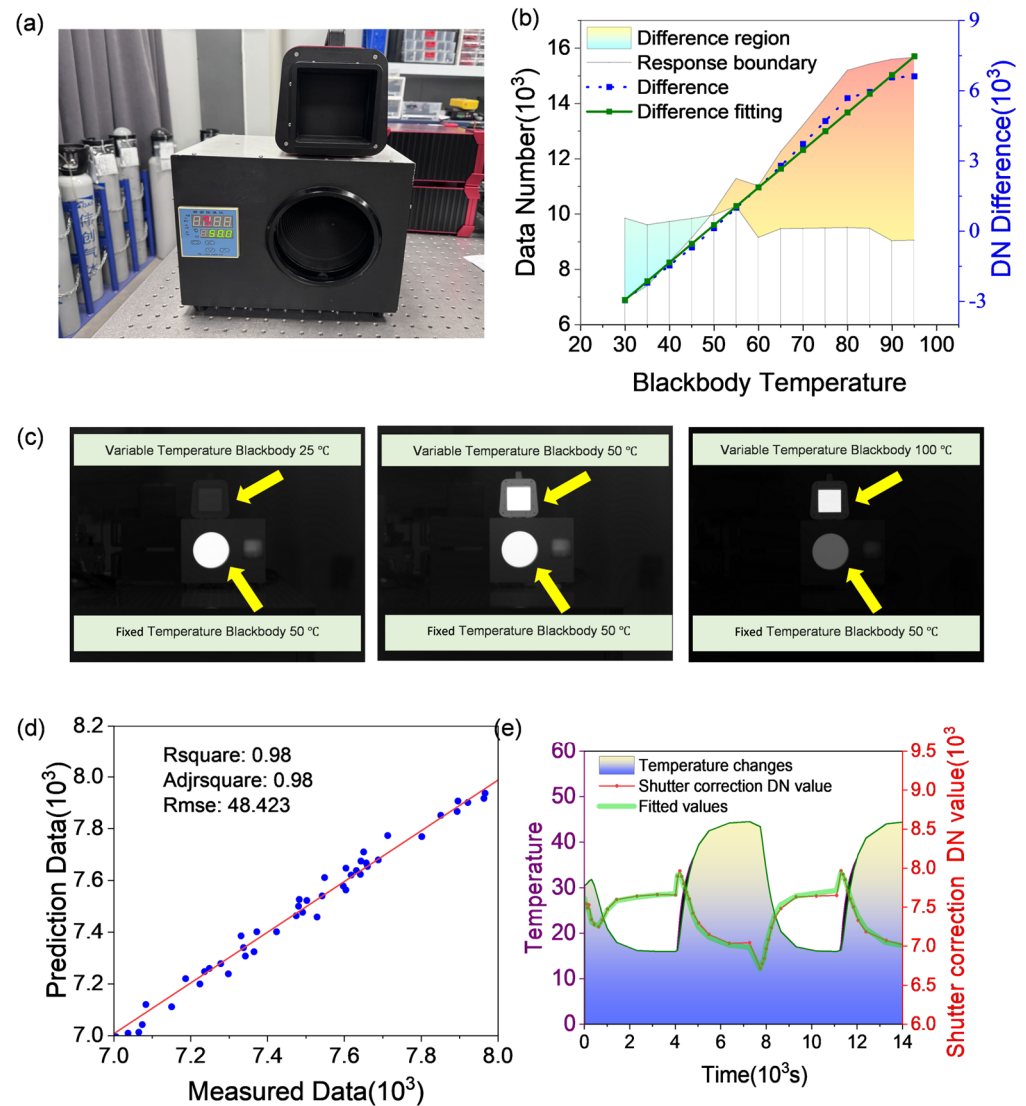 (a)
(b)
Difference region
Response boundary
Difference
Difference fitting
Data Number(10³)
16
14
12
10
8
6
DN Difference(10³)
9
6
3
0
-3
20 30 40 50 60 70 80 90 100
Blackbody Temperature
(c)
Variable Temperature Blackbody 25 ℃
Fixed Temperature Blackbody 50 ℃
Variable Temperature Blackbody 50 ℃
Fixed Temperature Blackbody 50 ℃
Variable Temperature Blackbody 100 ℃
Fixed Temperature Blackbody 50 ℃
(d)
Rsquare: 0.98
Adjrsquare: 0.98
Rmse: 48.423
Prediction Data(10³)
8.2
8.0
7.8
7.6
7.4
7.2
7.0
7.0 7.2 7.4 7.6 7.8 8.0
Measured Data(10³)
(e)
Temperature changes
Shutter correction DN value
Fitted values
Temperature
60
50
40
30
20
10
0
Shutter correction DN value(10³
9.5
9.0
8.5
8.0
7.5
7.0
6.5
6.0
0 2 4 6 8 10 12 14
Time(10³s)